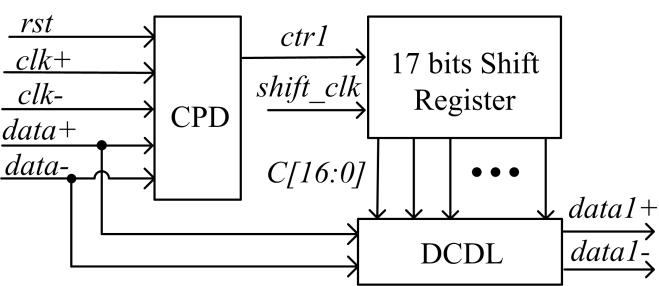 rst
clk+
clk-
data+
data-
CPD
ctr1
shift_clk
17 bits Shift
Register
C[16:0]
DCDL
data1+
data1-